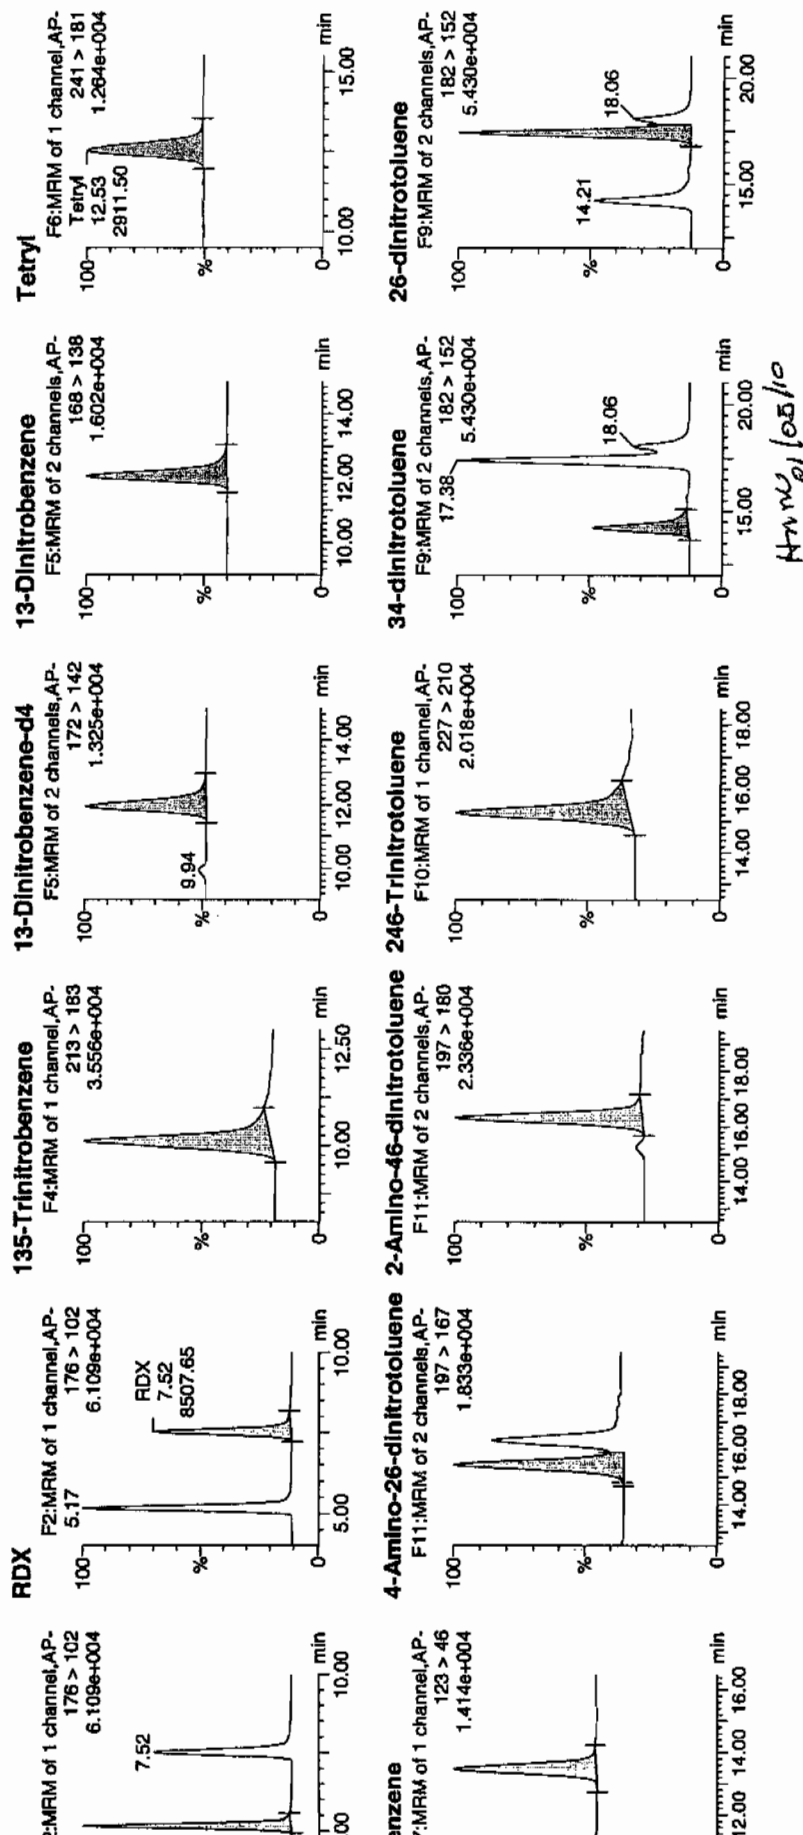 2:MRM of 1 channel,AP-
176 > 102
6.109e+004
7.52
00
10.00
min
RDX
F2:MRM of 1 channel,AP-
176 > 102
6.109e+004
5.17
RDX
7.52
8507.65
100
%
0
5.00
10.00
min
135-Trinitrobenzene
F4:MRM of 1 channel,AP-
213 > 183
3.556e+004
100
%
0
10.00
12.50
min
13-Dinitrobenzene-d4
F5:MRM of 2 channels,AP-
172 > 142
1.325e+004
9.94
100
%
0
10.00
12.00
14.00
min
13-Dinitrobenzene
F5:MRM of 2 channels,AP-
168 > 138
1.602e+004
100
%
0
10.00
12.00
14.00
min
Tetryl
F6:MRM of 1 channel,AP-
241 > 181
1.264e+004
Tetryl
12.53
2911.50
100
%
0
10.00
15.00
min
enzene
7:MRM of 1 channel,AP-
123 > 46
1.414e+004
12.00 14.00 16.00
min
4-Amino-26-dinitrotoluene
F11:MRM of 2 channels,AP-
197 > 167
1.833e+004
100
%
0
14.00 16.00 18.00
min
2-Amino-46-dinitrotoluene
F11:MRM of 2 channels,AP-
197 > 180
2.336e+004
100
%
0
14.00 16.00 18.00
min
246-Trinitrotoluene
F10:MRM of 1 channel,AP-
227 > 210
2.018e+004
100
%
0
14.00 16.00 18.00
min
34-dinitrotoluene
F9:MRM of 2 channels,AP-
182 > 152
5.430e+004
17.38
18.06
100
%
0
15.00
20.00
min
26-dinitrotoluene
F9:MRM of 2 channels,AP-
182 > 152
5.430e+004
14.21
18.06
100
%
0
15.00
20.00
min
01/05/10